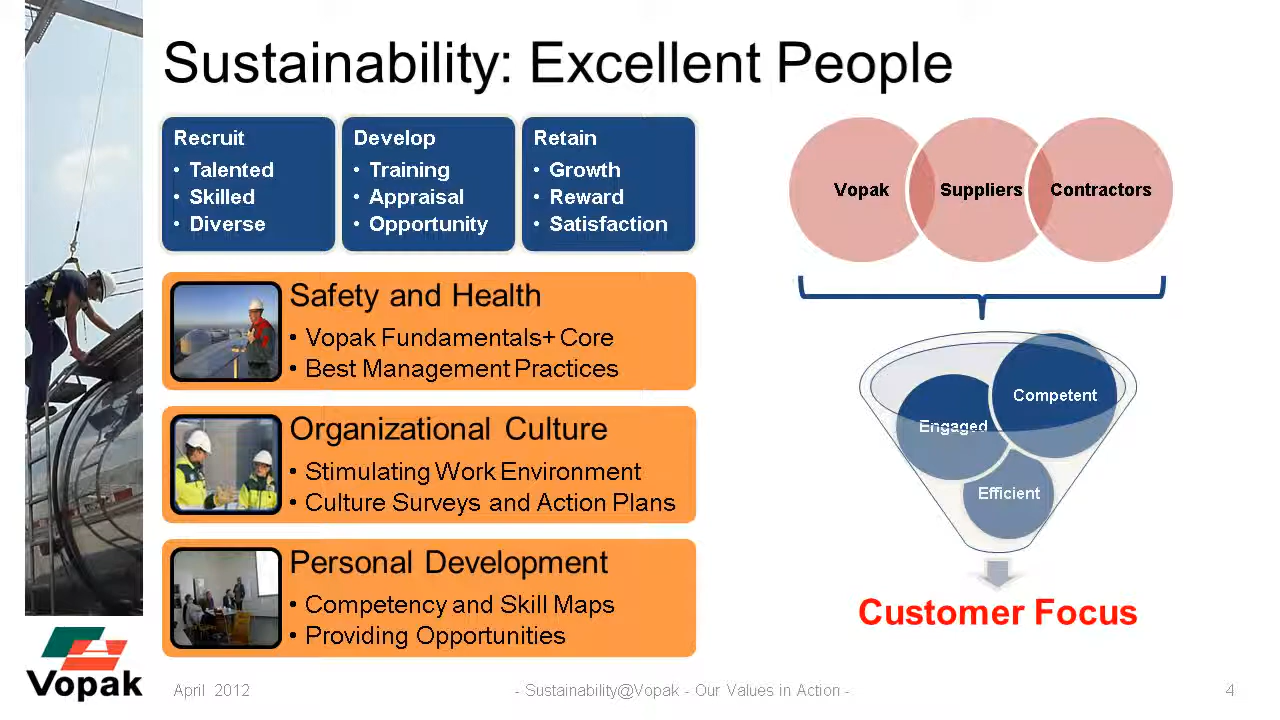 Sustainability: Excellent People
Recruit
• Talented
• Skilled
• Diverse
Develop
• Training
• Appraisal
• Opportunity
Retain
• Growth
• Reward
• Satisfaction
Safety and Health
• Vopak Fundamentals+ Core
• Best Management Practices
Organizational Culture
• Stimulating Work Environment
• Culture Surveys and Action Plans
Personal Development
• Competency and Skill Maps
• Providing Opportunities
Vopak
Suppliers
Contractors
Competent
Engaged
Efficient
Customer Focus
Vopak
April 2012
- Sustainability@Vopak - Our Values in Action -
4